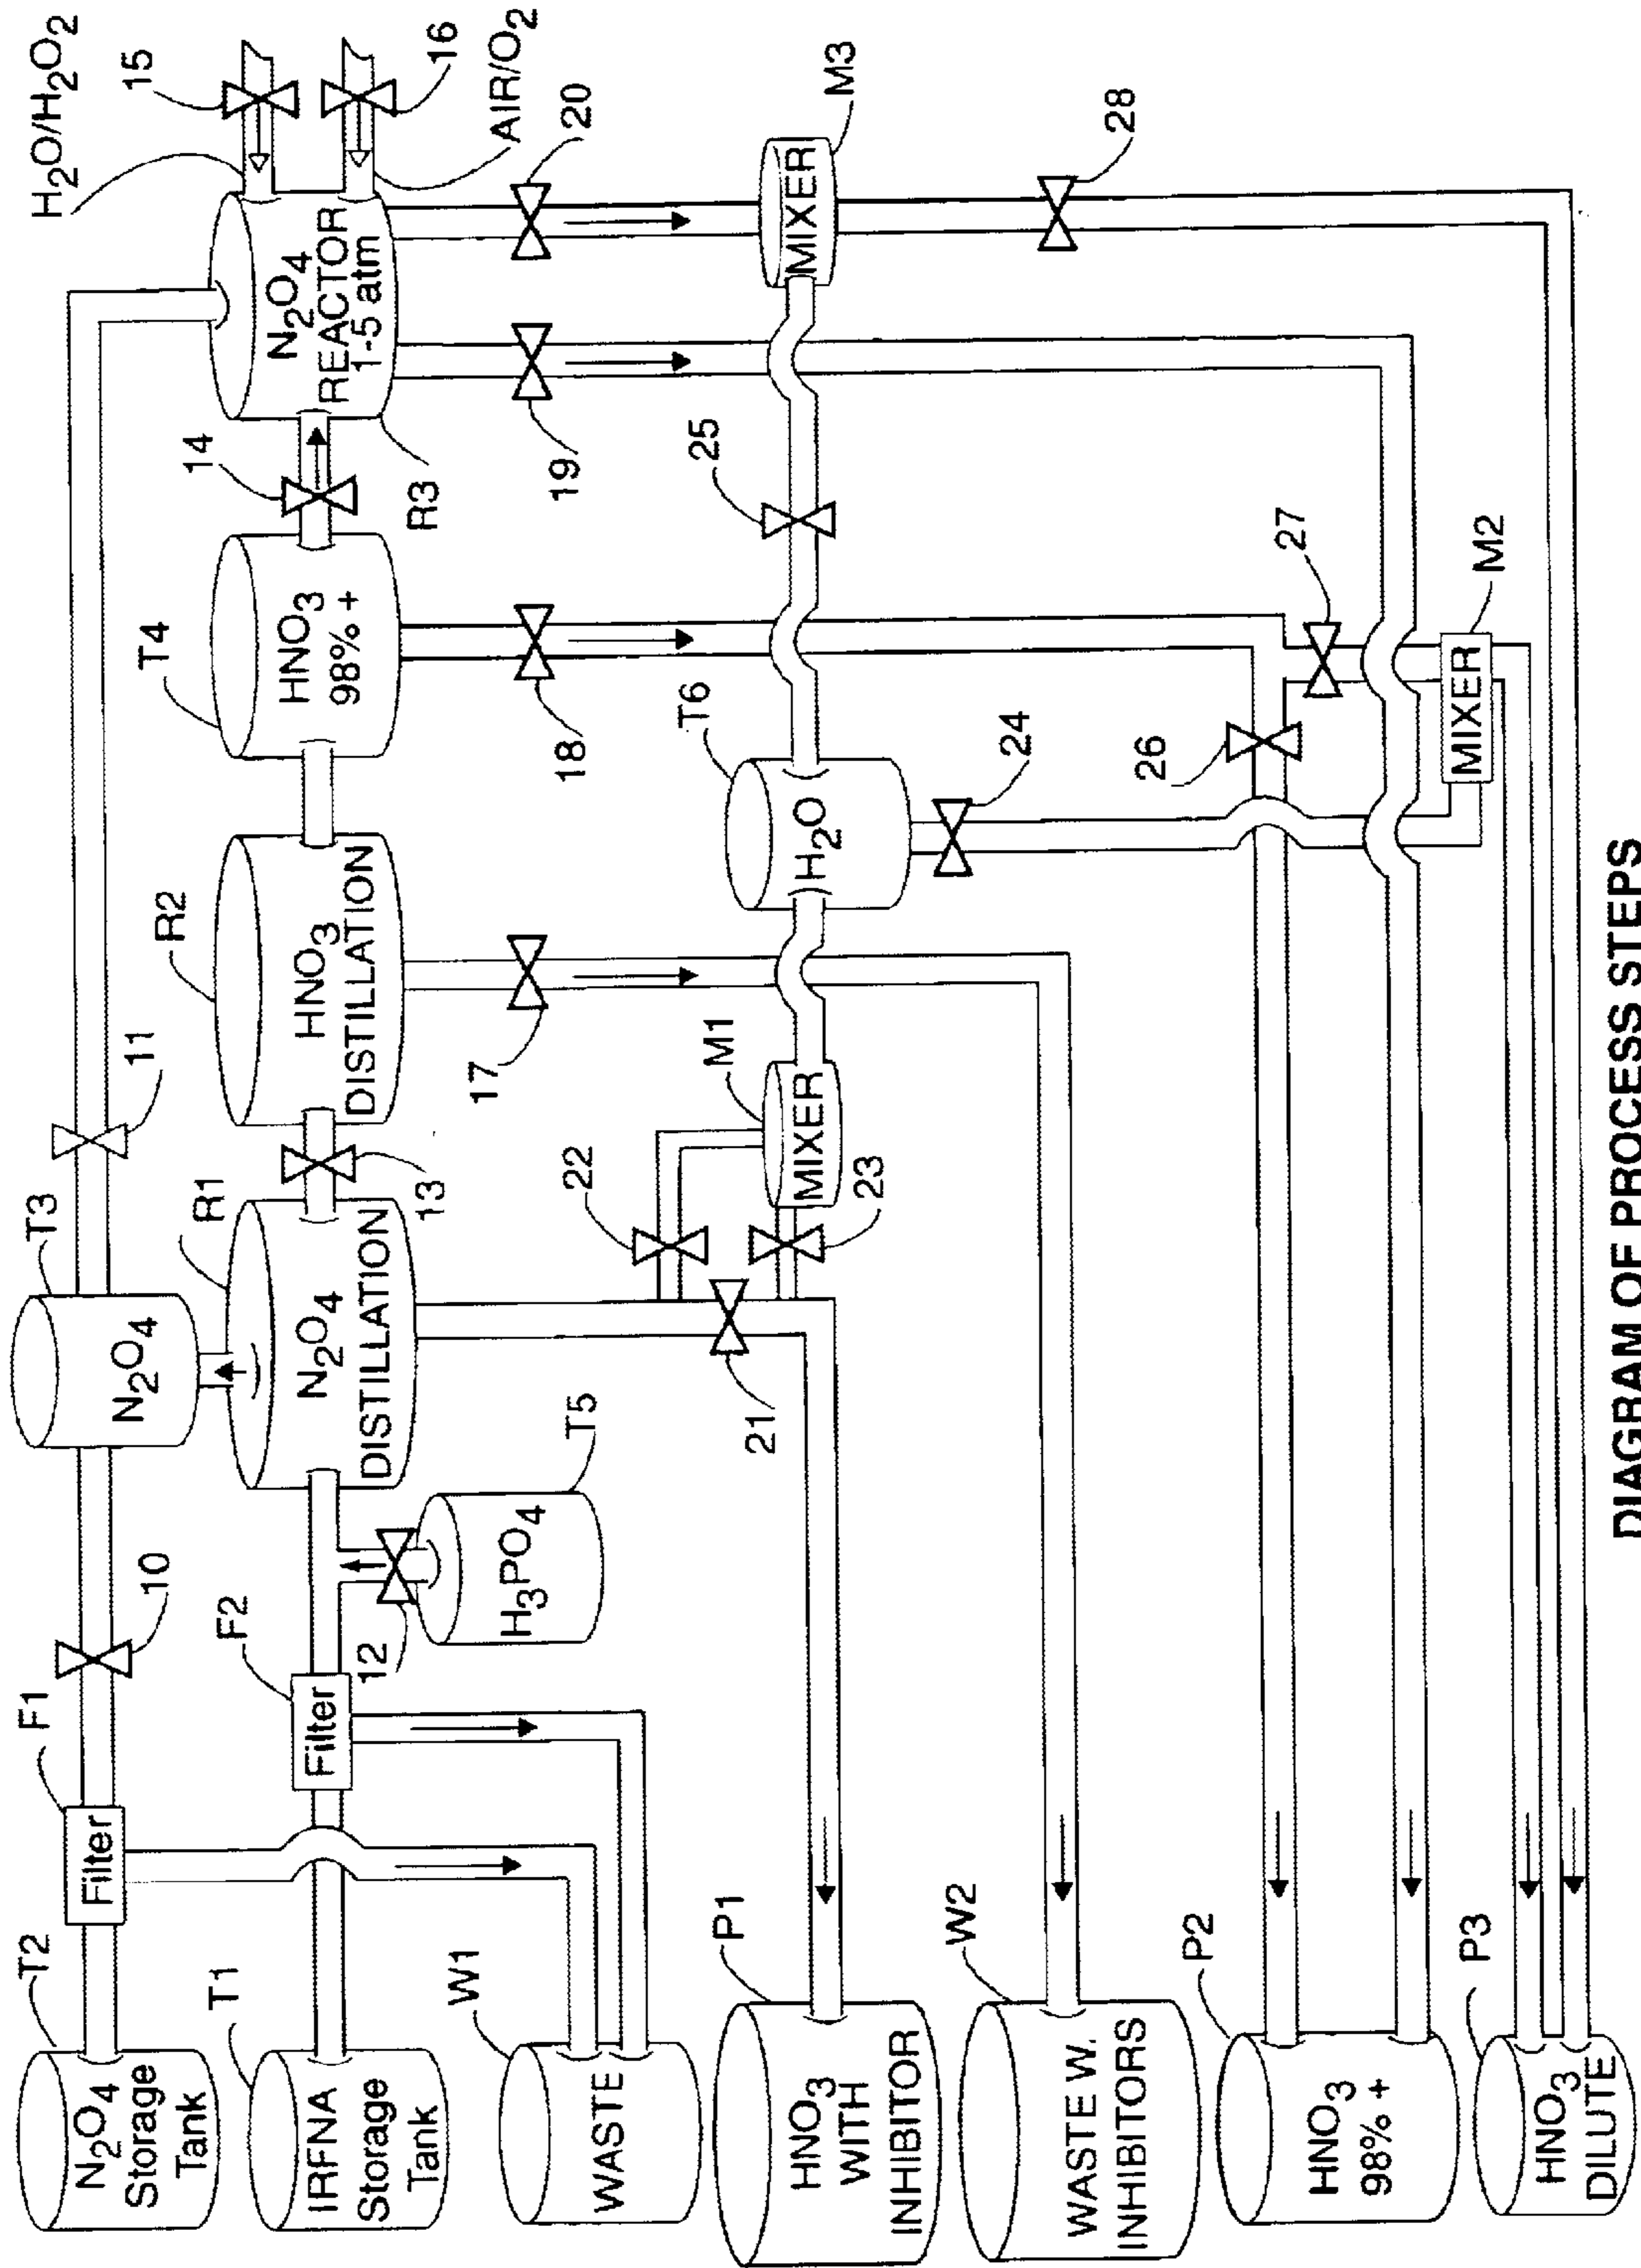 H2O/H2O2
15
16
AIR/O2
20
M3
MIXER
28
N2O4
REACTOR
1-5 atm
14
R3
19
25
27
M2
MIXER
T4
HNO3
98% +
18
T6
H2O
24
26
R2
HNO3
DISTILLATION
17
M1
MIXER
11
13
22
23
T3
N2O4
R1
N2O4
DISTILLATION
21
T5
H3PO4
10
12
F2
Filter
F1
Filter
T2
N2O4
Storage
Tank
T1
IRFNA
Storage
Tank
W1
WASTE
P1
HNO3
WITH
INHIBITOR
W2
WASTE W.
INHIBITORS
P2
HNO3
98% +
P3
HNO3
DILUTE
DIAGRAM OF PROCESS STEPS